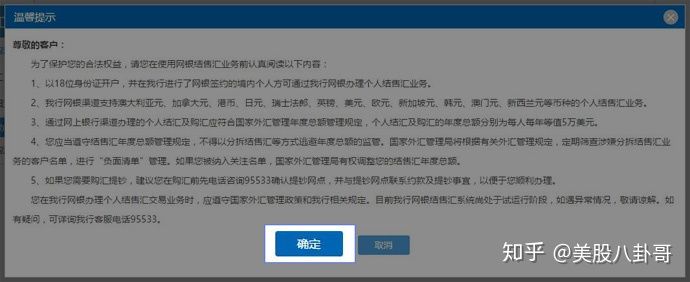 温馨提示
尊敬的客户：
为了保护您的合法权益，请您在使用网银结售汇业务前认真阅读以下内容：
1、以18位身份证开户，并在我行进行了网银签约的境内个人方可通过我行网银办理个人结售汇业务。
2、我行网银渠道支持澳大利亚元、加拿大元、港币、日元、瑞士法郎、英镑、美元、欧元、新加坡元、韩元、澳门元、新西兰元等币种的个人结售汇业务。
3、通过网上银行渠道办理的个人结汇及购汇应符合国家外汇管理年度总额管理规定，个人结汇及购汇的年度总额分别为每人每年等值5万美元。
4、您应当遵守结售汇年度总额管理规定，不得以分拆结售汇等方式逃避年度总额的监管。国家外汇管理局将根据有关外汇管理规定，定期筛查涉嫌分拆结售汇业
务的客户名单，进行“负面清单”管理。如果您被纳入关注名单，国家外汇管理局有权调整您的结售汇年度总额。
5、如果您需要购汇提钞，建议您在购汇前先电话咨询95533确认提钞网点，并与提钞网点联系约款及提钞事宜，以便于您顺利办理。
您在我行网银办理个人结售汇交易业务时，应遵守国家外汇管理政策和我行相关规定。目前我行网银结售汇系统尚处于试运行阶段，如遇异常情况，敬请谅解。如
有疑问，可详询我行客服电话95533。
确定
取消
知乎 @美股八卦哥